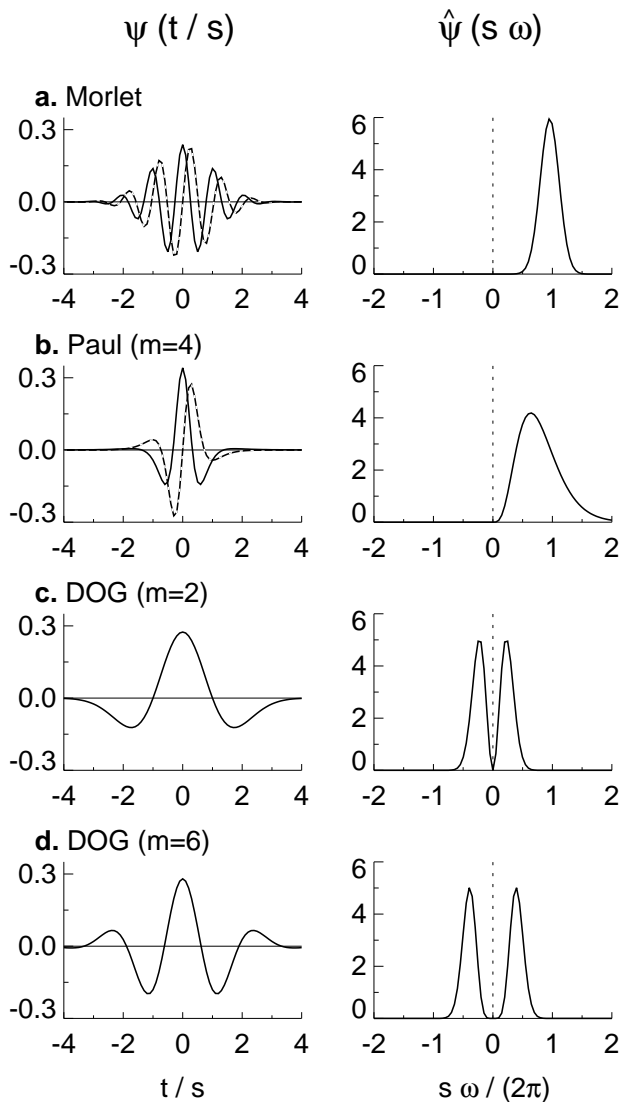 ψ (t / s)
ψ̂ (s ω)
a. Morlet
0.3
0.0
-0.3
-4 -2 0 2 4
6
4
2
0
-2 -1 0 1 2
b. Paul (m=4)
0.3
0.0
-0.3
-4 -2 0 2 4
6
4
2
0
-2 -1 0 1 2
c. DOG (m=2)
0.3
0.0
-0.3
-4 -2 0 2 4
6
4
2
0
-2 -1 0 1 2
d. DOG (m=6)
0.3
0.0
-0.3
-4 -2 0 2 4
t / s
6
4
2
0
-2 -1 0 1 2
s ω / (2π)